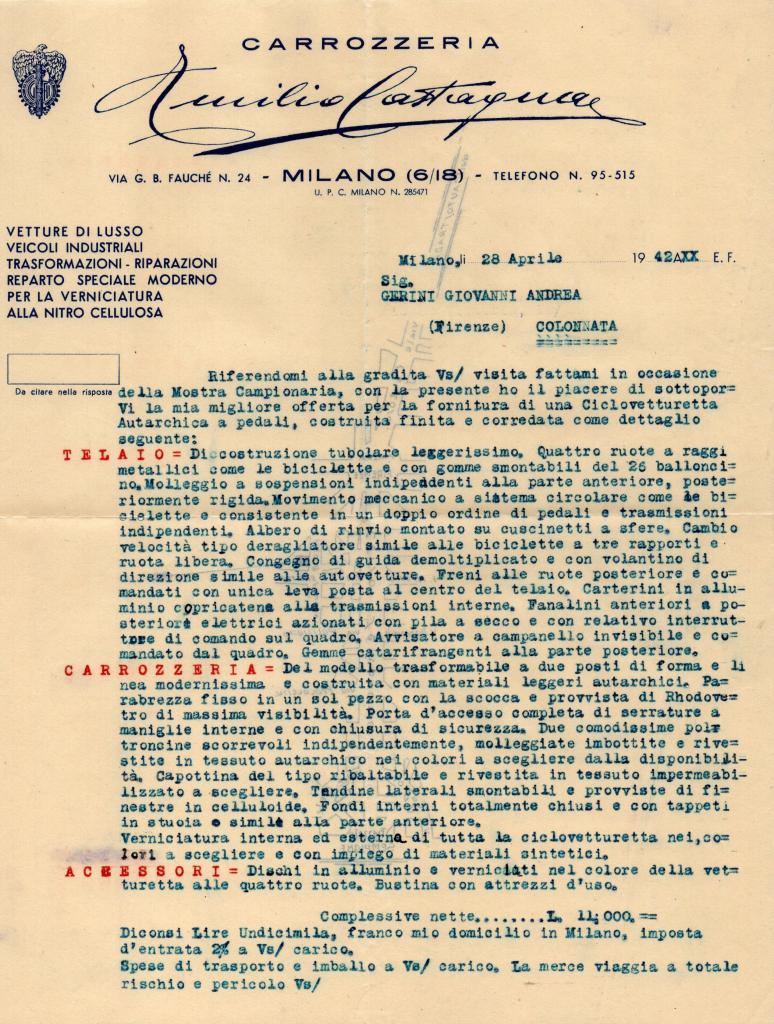 CARROZZERIA
Emilio Castagna
VIA G. B. FAUCHÉ N. 24 - MILANO (6/18) - TELEFONO N. 95-515
U. P. C. MILANO N. 285471
VETTURE DI LUSSO
VEICOLI INDUSTRIALI
TRASFORMAZIONI - RIPARAZIONI
REPARTO SPECIALE MODERNO
PER LA VERNICIATURA
ALLA NITRO CELLULOSA
Milano, li 28 Aprile 19 42AXX E. F.
Sig.
GERINI GIOVANNI ANDREA
(Firenze) COLONNATA
Da citare nella risposta
Riferendomi alla gradita Vs/ visita fattami in occasione
della Mostra Campionaria, con la presente ho il piacere di sottopor=
Vi la mia migliore offerta per la fornitura di una Ciclovetturetta
Autarchica a pedali, costruita finita e corredata come dettaglio
seguente:
TELAIO = Di costruzione tubolare leggerissimo. Quattro ruote a raggi
metallici come le biciclette e con gomme smontabili del 26 ballonci=
no. Molleggio a sospensioni indipendenti alla parte anteriore, poste=
riormente rigida. Movimento meccanico a sistema circolare come le bi=
ciclette e consistente in un doppio ordine di pedali e trasmissioni
indipendenti. Albero di rinvio montato su cuscinetti a sfere. Cambio
velocità tipo deragliatore simile alle biciclette a tre rapporti e
ruota libera. Congegno di guida demoltiplicato e con volantino di
direzione simile alle autovetture. Freni alle ruote posteriore e co=
mandati con unica leva posta al centro del telaio. Carterini in allu=
minio copricatena alla trasmissioni interne. Fanalini anteriori a po=
steriore elettrici azionati con pila a secco e con relativo interrut=
tore di comando sul quadro. Avvisatore a campanello invisibile e co=
mandato dal quadro. Gemme catarifrangenti alla parte posteriore.
CARROZZERIA = Del modello trasformabile a due posti di forma e li
nea modernissima e costruita con materiali leggeri autarchici. Pa=
rabrezza fisso in un sol pezzo con la scocca e provvista di Rhodove=
tro di massima visibilità. Porta d'accesso completa di serrature a
maniglie interne e con chiusura di sicurezza. Due comodissime pol
troncine scorrevoli indipendentemente, molleggiate imbottite e rive=
stite in tessuto autarchico nei colori a scegliere dalla disponibili=
tà. Capottina del tipo ribaltabile e rivestita in tessuto impermeabi-
lizzato a scegliere. Tendine laterali smontabili e provviste di fi=
nestre in celluloide. Fondi interni totalmente chiusi e con tappeti
in stuoia o simile alla parte anteriore.
Verniciatura interna ed esterna di tutta la ciclovetturetta nei, co=
lori a scegliere e con impiego di materiali sintetici.
ACCESSORI = Dischi in alluminio e verniciati nel colore della vet=
turetta alle quattro ruote. Bustina con attrezzi d'uso.
Complessive nette........L. 11,000.==
Diconsi Lire Undicimila, franco mio domicilio in Milano, imposta
d'entrata 2% a Vs/ carico.
Spese di trasporto e imballo a Vs/ carico. La merce viaggia a totale
rischio e pericolo Vs/